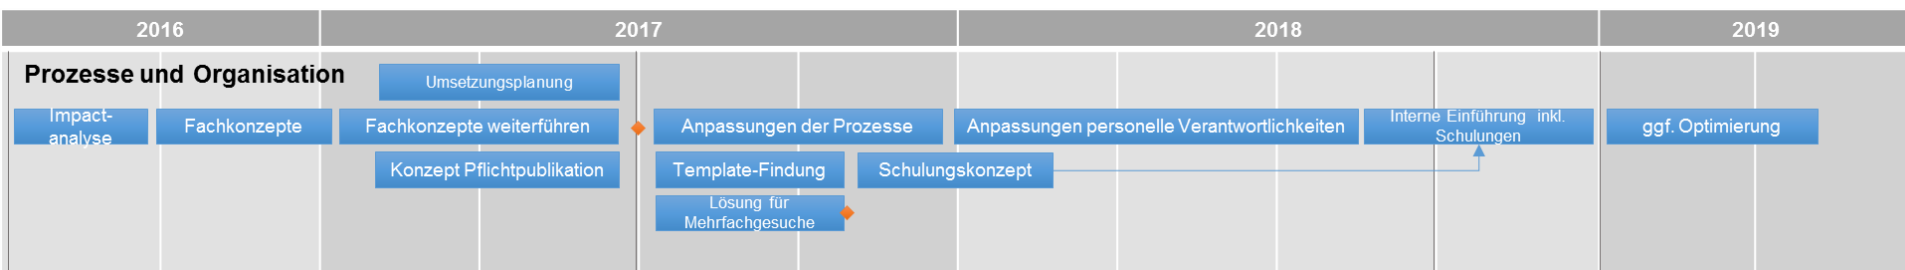 2016
2017
2018
2019
Prozesse und Organisation
Umsetzungsplanung
Impact-
analyse
Fachkonzepte
Fachkonzepte weiterführen
Anpassungen der Prozesse
Anpassungen personelle Verantwortlichkeiten
Interne Einführung inkl.
Schulungen
ggf. Optimierung
Konzept Pflichtpublikation
Template-Findung
Schulungskonzept
Lösung für
Mehrfachgesuche